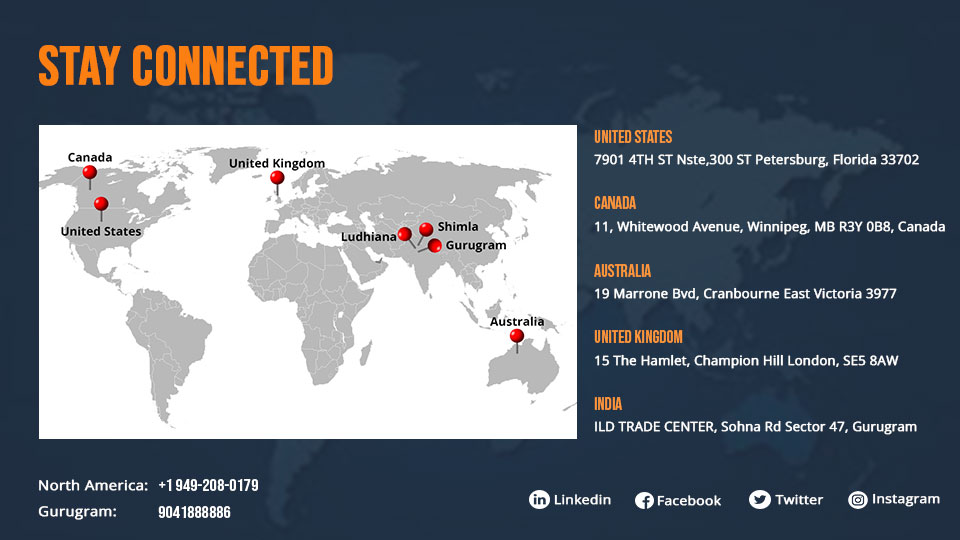 STAY CONNECTED
Canada
United Kingdom
United States
Shimla
Ludhiana
Gurugram
Australia
UNITED STATES
7901 4TH ST Nste,300 ST Petersburg, Florida 33702
CANADA
11, Whitewood Avenue, Winnipeg, MB R3Y 0B8, Canada
AUSTRALIA
19 Marrone Bvd, Cranbourne East Victoria 3977
UNITED KINGDOM
15 The Hamlet, Champion Hill London, SE5 8AW
INDIA
ILD TRADE CENTER, Sohna Rd Sector 47, Gurugram
North America: +1 949-208-0179
Gurugram: 9041888886
in Linkedin
f Facebook
Twitter
Instagram